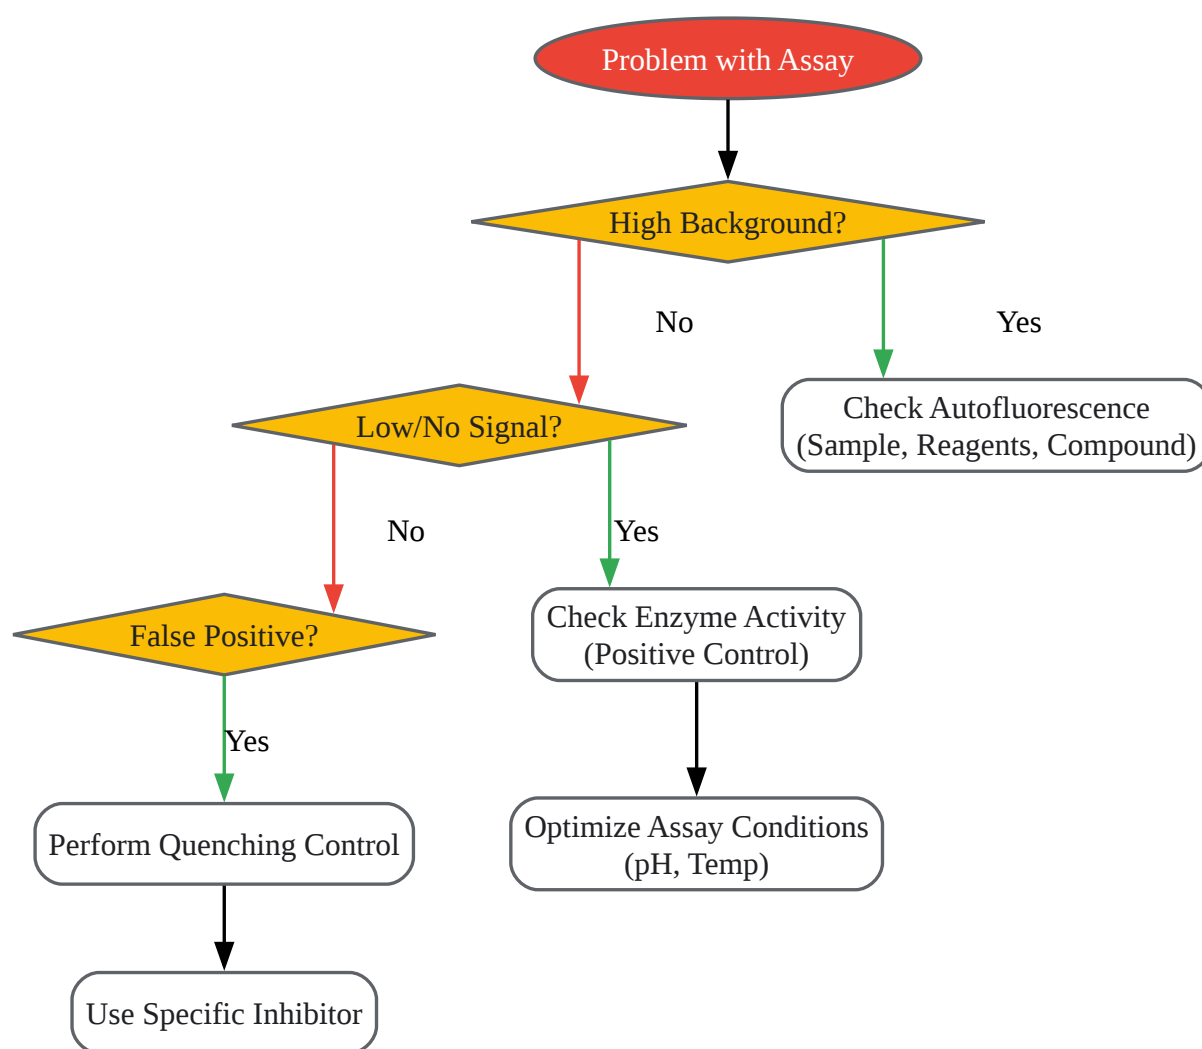 Problem with Assay
High Background?
No
Yes
Check Autofluorescence
(Sample, Reagents, Compound)
Low/No Signal?
No
Yes
Check Enzyme Activity
(Positive Control)
False Positive?
Yes
Optimize Assay Conditions
(pH, Temp)
Perform Quenching Control
Use Specific Inhibitor